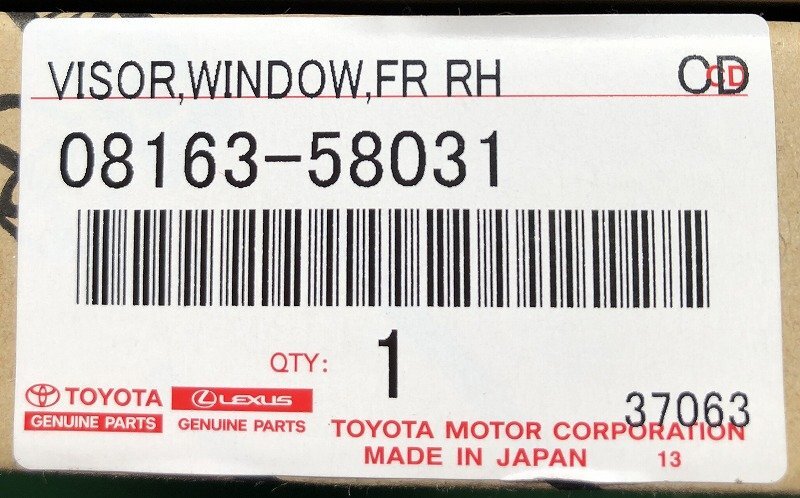 VISOR,WINDOW,FR RH
CD
08163-58031
QTY: 1
TOYOTA
GENUINE PARTS
LEXUS
GENUINE PARTS
37063
TOYOTA MOTOR CORPORATION
MADE IN JAPAN 13